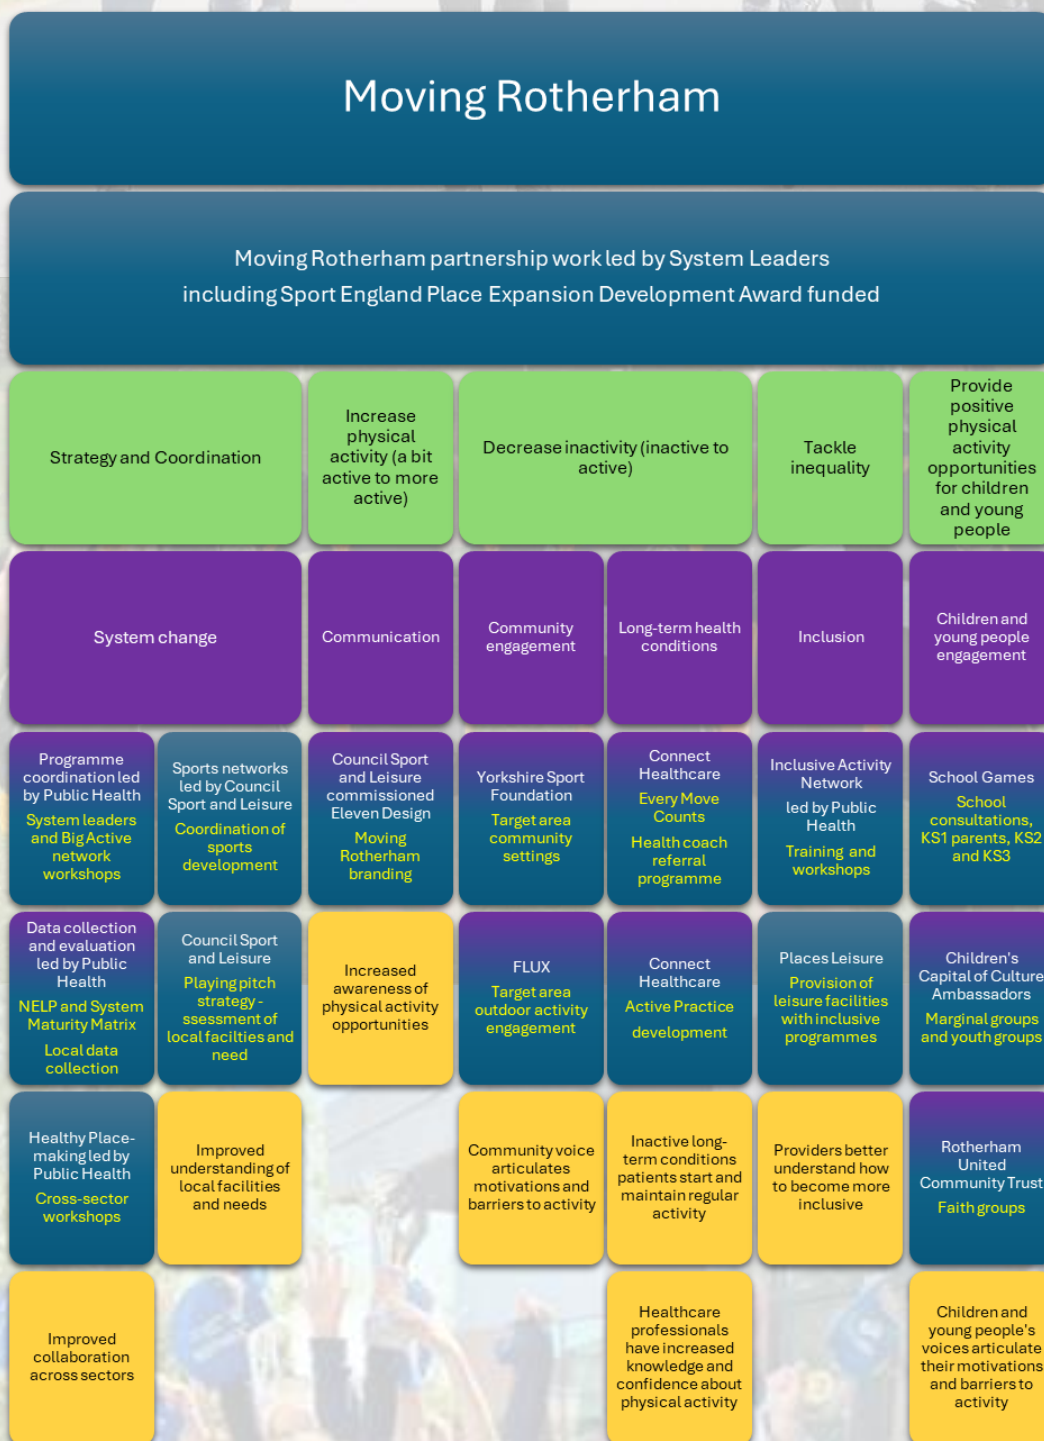 Moving Rotherham
Moving Rotherham partnership work led by System Leaders
including Sport England Place Expansion Development Award funded
Strategy and Coordination
Increase
physical
activity (a bit
active to more
active)
Decrease inactivity (inactive to
active)
Tackle
inequality
Provide
positive
physical
activity
opportunities
for children
and young
people
System change
Communication
Community
engagement
Long-term health
conditions
Inclusion
Children and
young people
engagement
Programme
coordination led
by Public Health
System leaders
and Big Active
network
workshops
Sports networks
led by Council
Sport and Leisure
Coordination of
sports
development
Council Sport
and Leisure
commissioned
Eleven Design
Moving
Rotherham
branding
Yorkshire Sport
Foundation
Target area
community
settings
Connect
Healthcare
Every Move
Counts
Health coach
referral
programme
Inclusive Activity
Network
led by Public
Health
Training and
workshops
School Games
School
consultations,
KS1 parents, KS2
and KS3
Data collection
and evaluation
led by Public
Health
NELP and System
Maturity Matrix
Local data
collection
Council Sport
and Leisure
Playing pitch
strategy -
ssessment of
local facilties and
need
Increased
awareness of
physical activity
opportunities
FLUX
Target area
outdoor activity
engagement
Connect
Healthcare
Active Practice
development
Places Leisure
Provision of
leisure facilities
with inclusive
programmes
Children's
Capital of Culture
Ambassadors
Marginal groups
and youth groups
Healthy Place-
making led by
Public Health
Cross-sector
workshops
Improved
understanding of
local facilities
and needs
Community voice
articulates
motivations and
barriers to activity
Inactive long-
term conditions
patients start and
maintain regular
activity
Providers better
understand how
to become more
inclusive
Rotherham
United
Community Trust
Faith groups
Improved
collaboration
across sectors
Healthcare
professionals
have increased
knowledge and
confidence about
physical activity
Children and
young people's
voices articulate
their motivations
and barriers to
activity